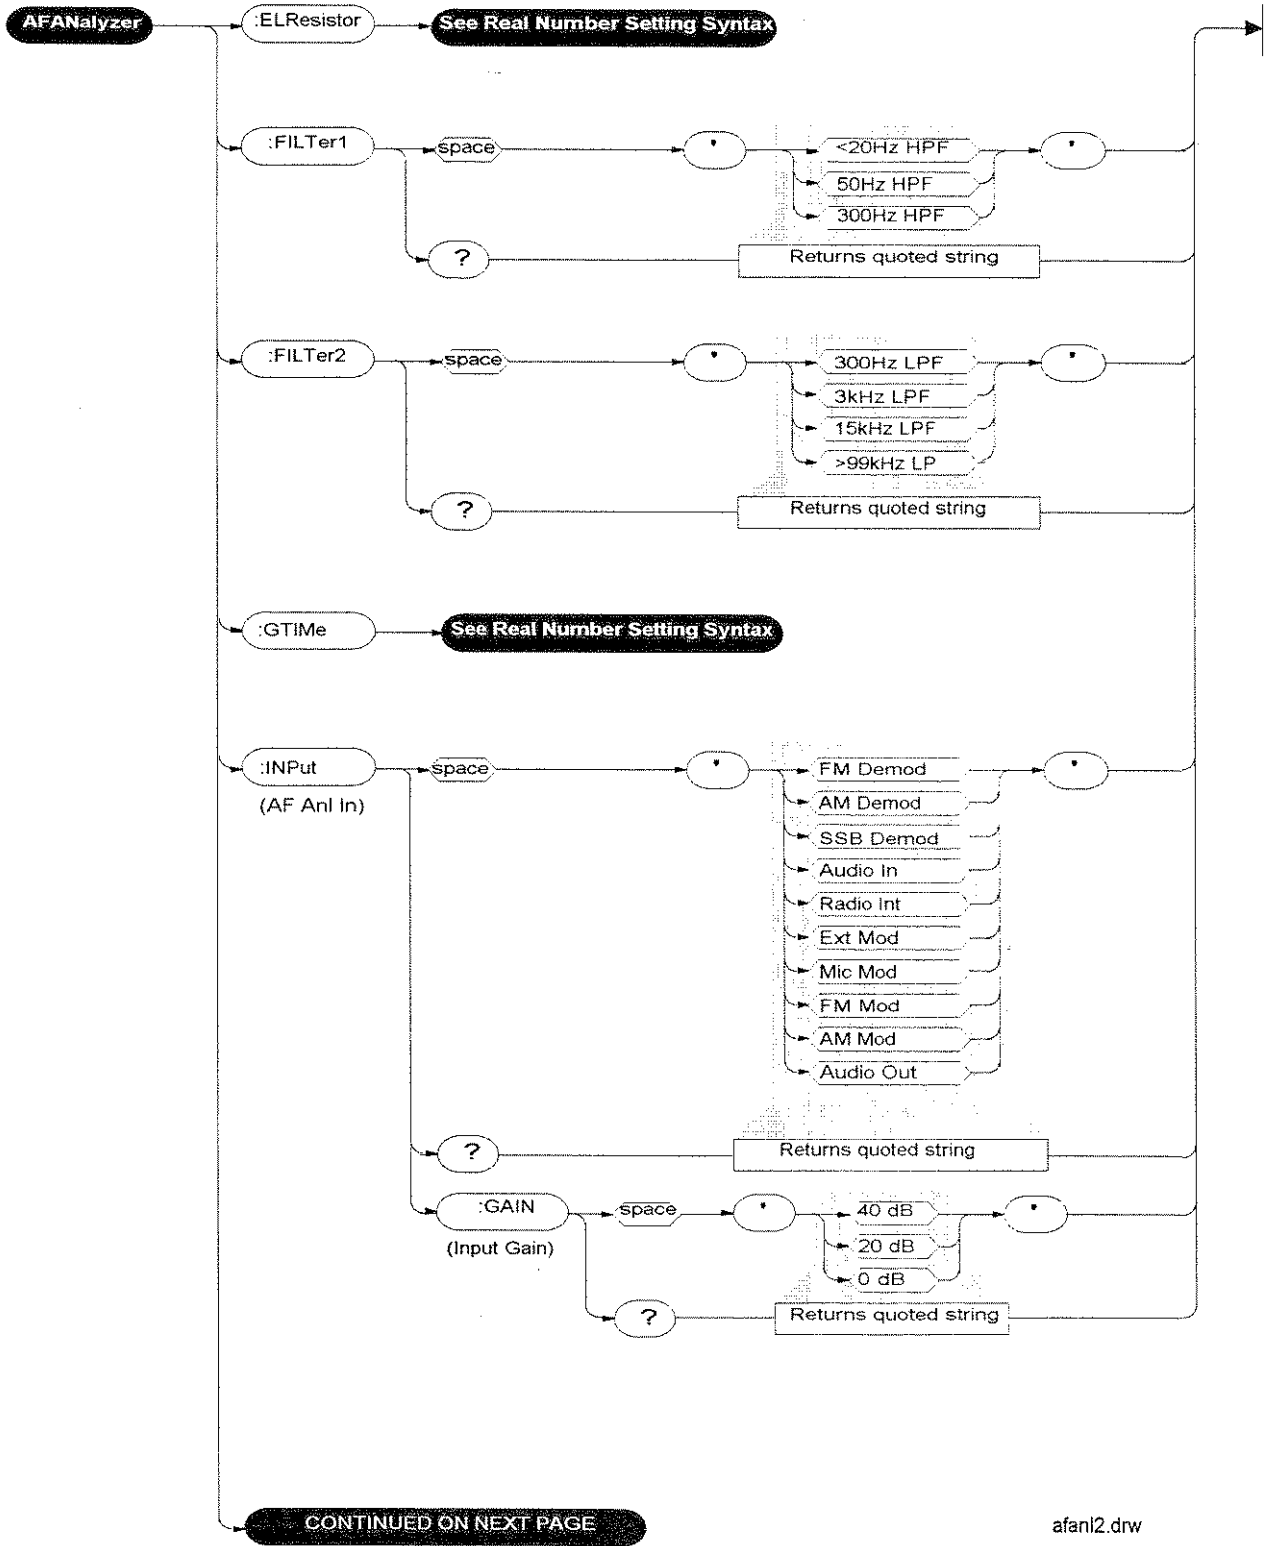 AFANalyzer
:ELResistor
See Real Number Setting Syntax
:FILTer1
space
'
<20Hz HPF
'
50Hz HPF
300Hz HPF
?
Returns quoted string
:FILTer2
space
'
300Hz LPF
'
3kHz LPF
15kHz LPF
>99kHz LP
?
Returns quoted string
:GTIMe
See Real Number Setting Syntax
:INPut
(AF Anl In)
space
'
FM Demod
'
AM Demod
SSB Demod
Audio In
Radio Int
Ext Mod
Mic Mod
FM Mod
AM Mod
Audio Out
?
Returns quoted string
:GAIN
(Input Gain)
space
'
40 dB
'
20 dB
0 dB
?
Returns quoted string
CONTINUED ON NEXT PAGE
afanl2.drw